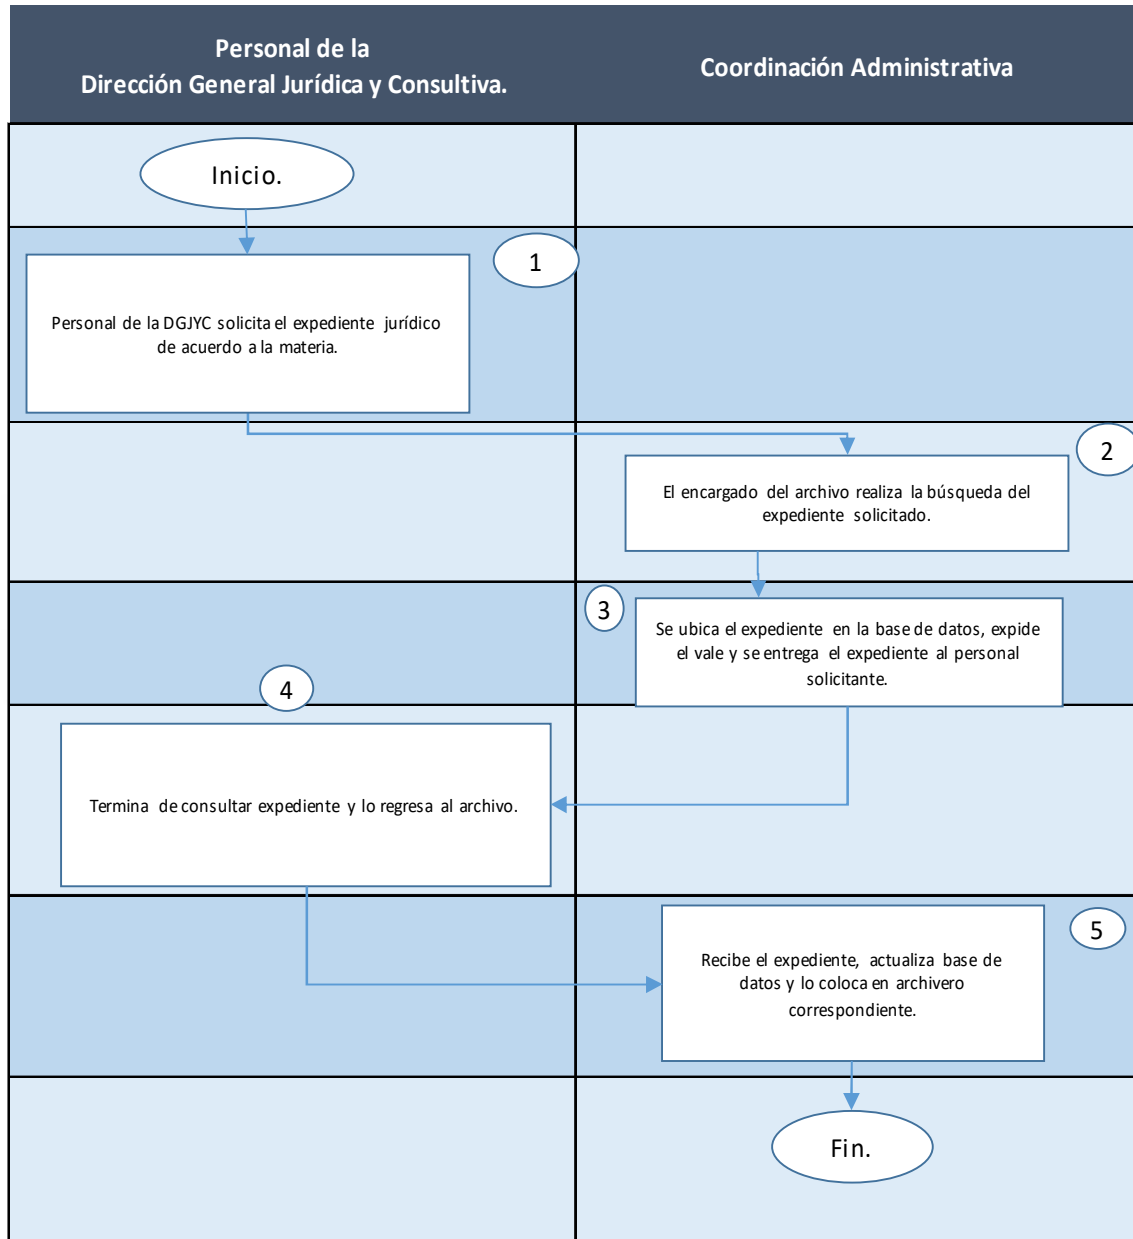 Personal de la
Dirección General Jurídica y Consultiva.
Coordinación Administrativa
Inicio.
1
Personal de la DGJYC solicita el expediente jurídico
de acuerdo a la materia.
2
El encargado del archivo realiza la búsqueda del
expediente solicitado.
3
Se ubica el expediente en la base de datos, expide
el vale y se entrega el expediente al personal
solicitante.
4
Termina de consultar expediente y lo regresa al archivo.
5
Recibe el expediente, actualiza base de
datos y lo coloca en archivero
correspondiente.
Fin.